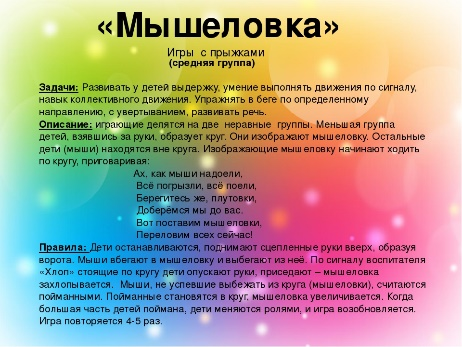 «Мышеловка»
Игры с прыжками
(средняя группа)
Задачи: Развивать у детей выдержку, умение выполнять движения по сигналу,
навык коллективного движения. Упражнять в беге по определенному
направлению, с увертыванием, развивать речь.
Описание: играющие делятся на две неравные группы. Меньшая группа
детей, взявшись за руки, образует круг. Они изображают мышеловку. Остальные
дети (мыши) находятся вне круга. Изображающие мышеловку начинают ходить
по кругу, приговаривая:
Ах, как мыши надоели,
Всё погрызли, всё поели,
Берегитесь же, плутовки,
Доберёмся мы до вас.
Вот поставим мышеловки,
Переловим всех сейчас!
Правила: Дети останавливаются, поднимают сцепленные руки вверх, образуя
ворота. Мыши вбегают в мышеловку и выбегают из неё. По сигналу воспитателя
«Хлоп» стоящие по кругу дети опускают руки, приседают – мышеловка
захлопывается. Мыши, не успевшие выбежать из круга (мышеловки), считаются
пойманными. Пойманные становятся в круг, мышеловка увеличивается. Когда
большая часть детей поймана, дети меняются ролями, и игра возобновляется.
Игра повторяется 4-5 раз.